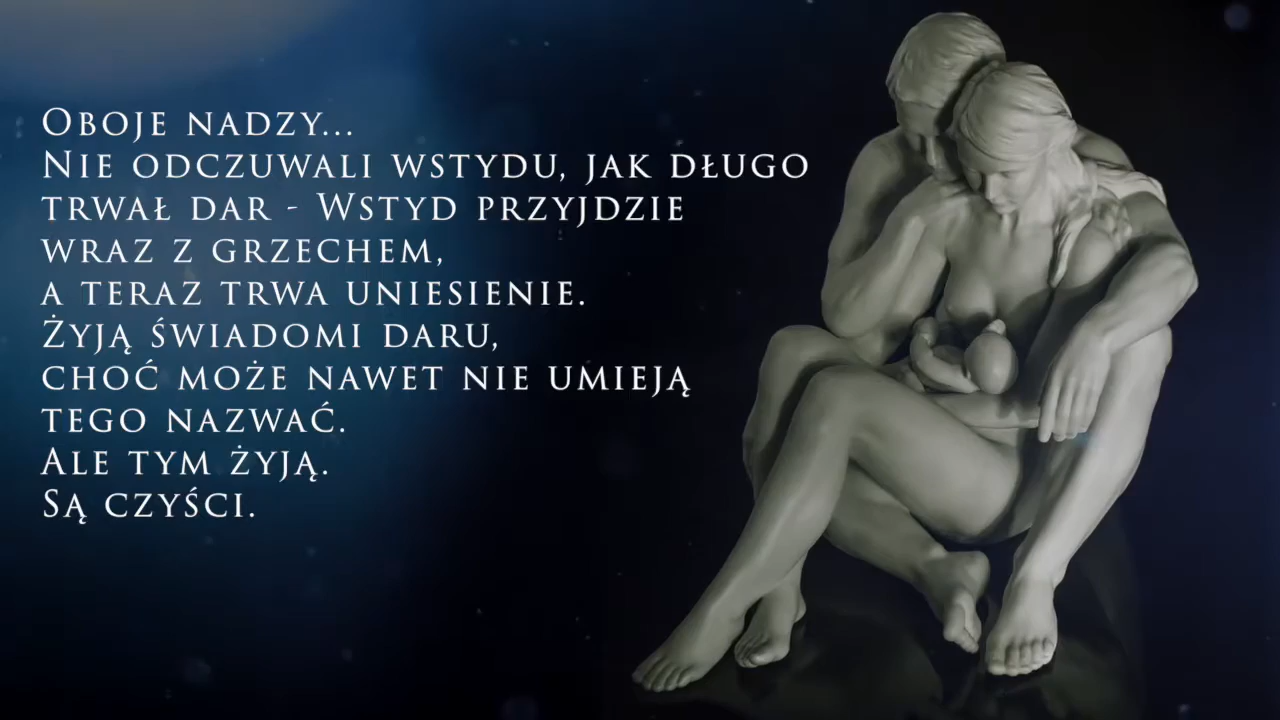 Oboje nadzy...
Nie odczuwali wstydu, jak długo
trwał dar - Wstyd przyjdzie
wraz z grzechem,
a teraz trwa uniesienie.
Żyją świadomi daru,
choć może nawet nie umieją
tego nazwać.
Ale tym żyją.
Są czyści.